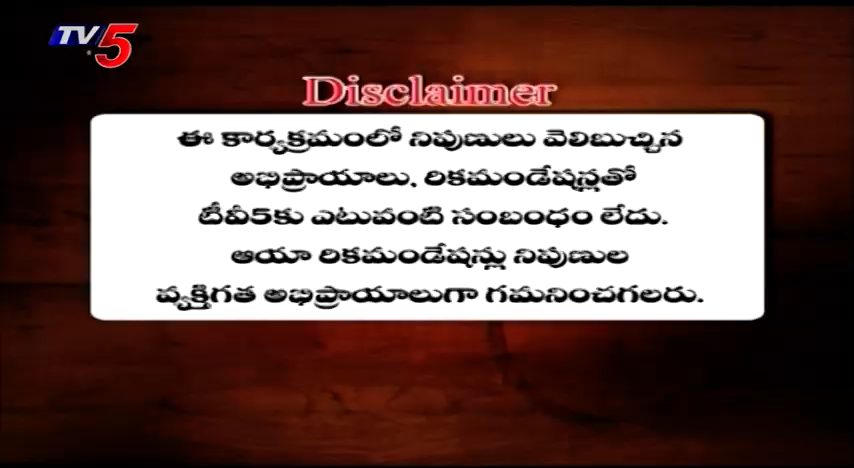 TV5
Disclaimer
ఈ కార్యక్రమంలో నిపుణులు వెలిబుచ్చిన
అభిప్రాయాలు, రికమండేషన్లతో
టీవీ5కు ఎటువంటి సంబంధం లేదు.
ఆయా రికమండేషన్లు నిపుణుల
వ్యక్తిగత అభిప్రాయాలుగా గమనించగలరు.